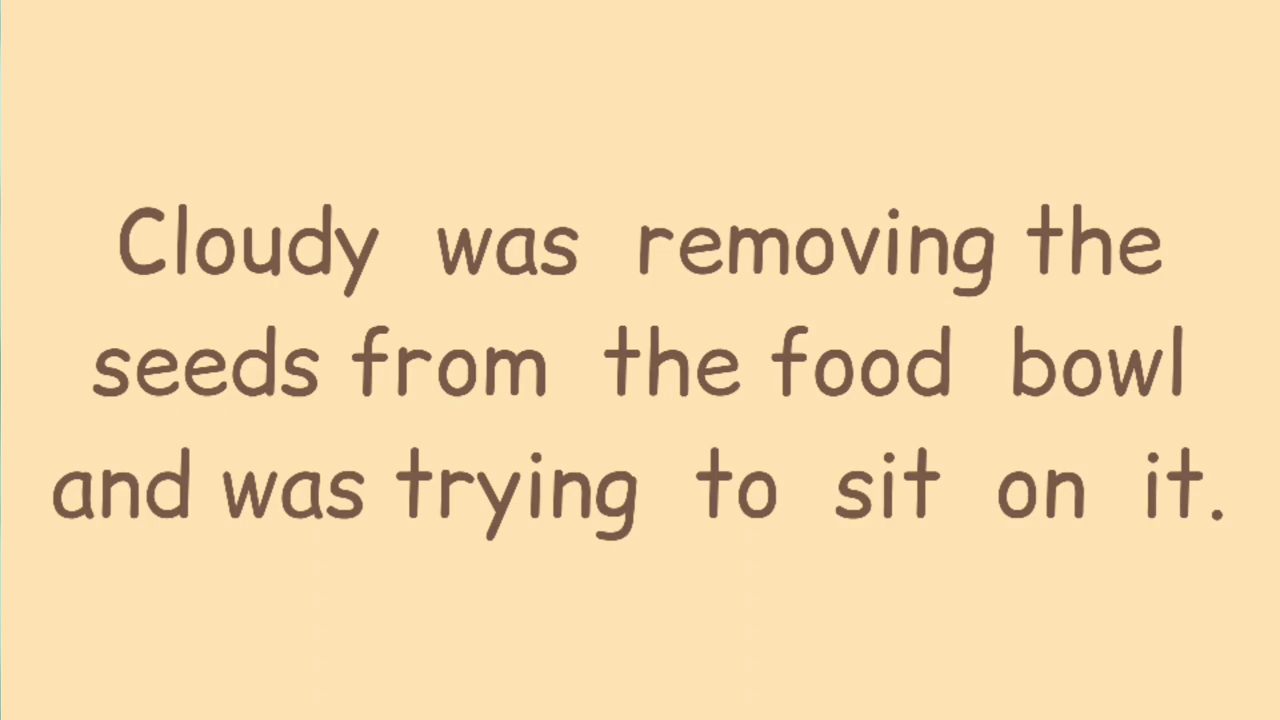 Cloudy was removing the
seeds from the food bowl
and was trying to sit on it.